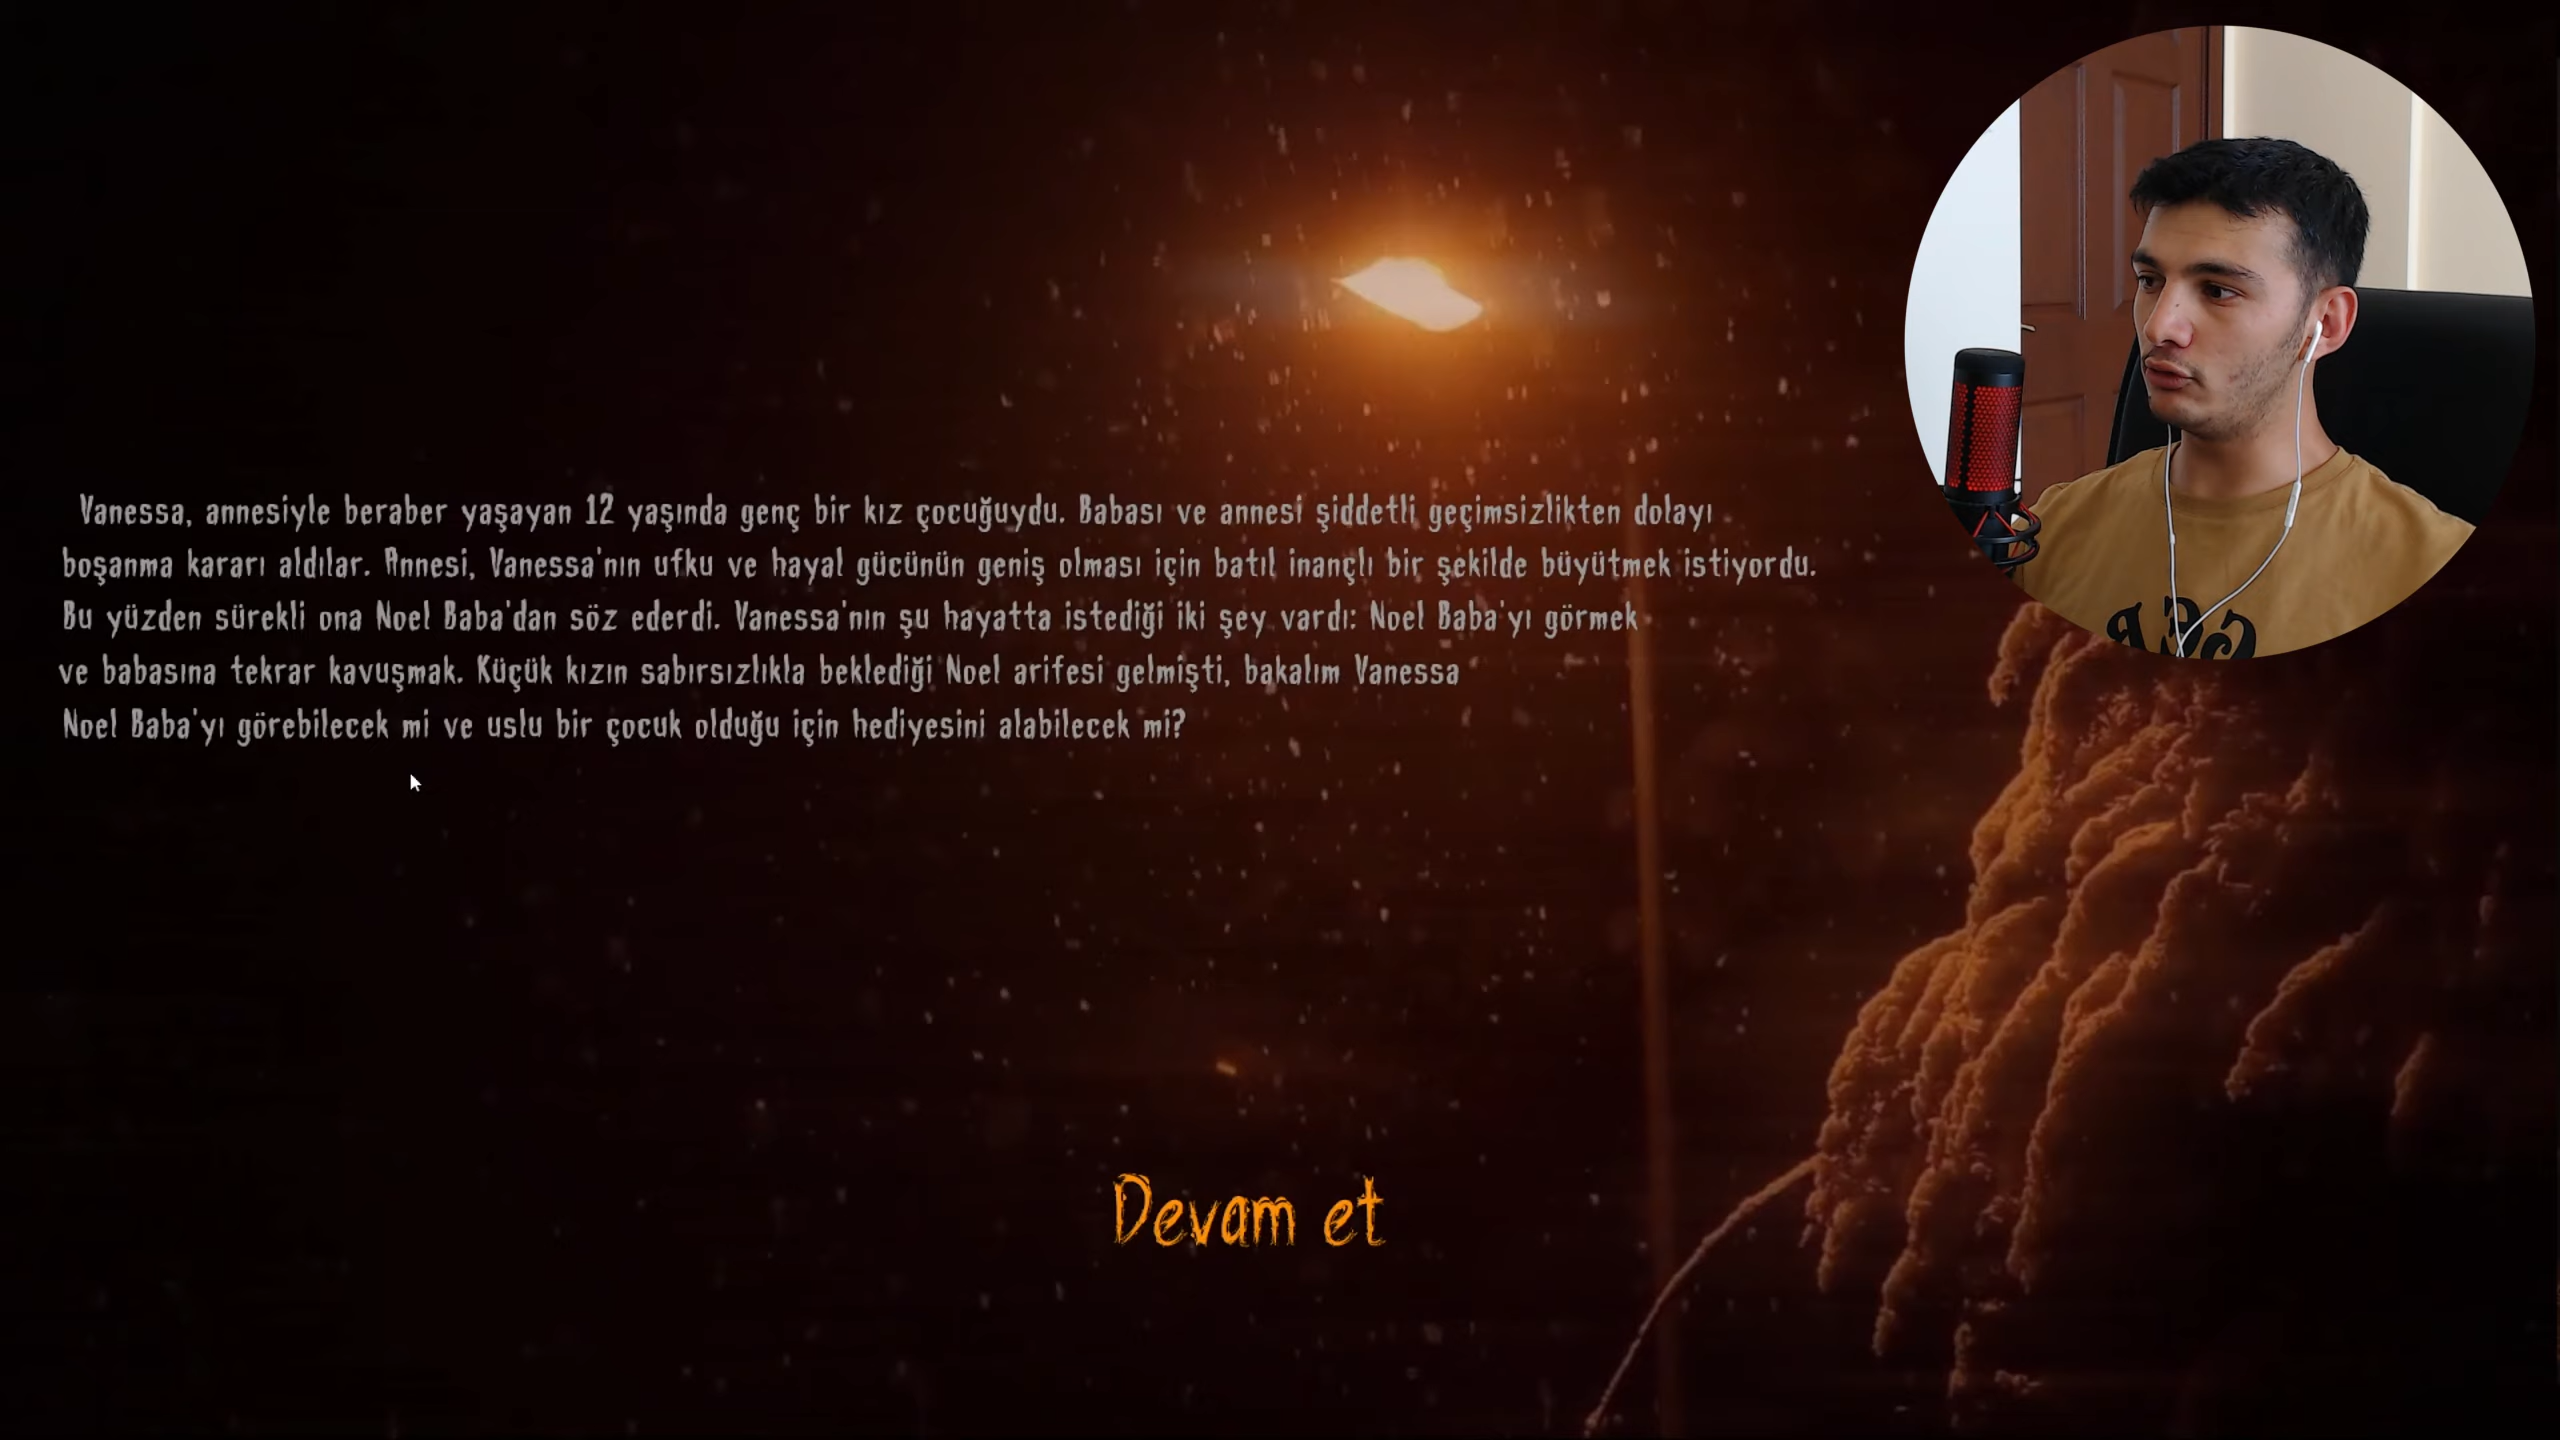 Vanessa, annesiyle beraber yaşayan 12 yaşında genç bir kız çocuğuydu. Babası ve annesi şiddetli geçimsizlikten dolayı
boşanma kararı aldılar. Annesi, Vanessa'nın ufku ve hayal gücünün geniş olması için batıl inançlı bir şekilde büyütmek istiyordu.
Bu yüzden sürekli ona Noel Baba'dan söz ederdi. Vanessa'nın şu hayatta istediği iki şey vardı: Noel Baba'yı görmek
ve babasına tekrar kavuşmak. Küçük kızın sabırsızlıkla beklediği Noel arifesi gelmişti, bakalım Vanessa
Noel Baba'yı görebilecek mi ve uslu bir çocuk olduğu için hediyesini alabilecek mi?
Devam et